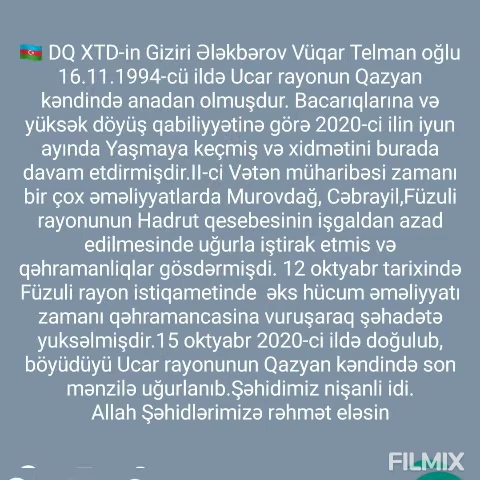 🇦🇿 DQ XTD-in Giziri Ələkbərov Vüqar Telman oğlu
16.11.1994-cü ildə Ucar rayonun Qazyan
kəndində anadan olmuşdur. Bacarıqlarına və
yüksək döyüş qabiliyyətinə görə 2020-ci ilin iyun
ayında Yaşmaya keçmiş və xidmətini burada
davam etdirmişdir.II-ci Vətən müharibəsi zamanı
bir çox əməliyyatlarda Murovdağ, Cəbrayil,Füzuli
rayonunun Hadrut qesebesinin işgaldan azad
edilmesinde uğurla iştirak etmis və
qəhramanliqlar gösdərmişdi. 12 oktyabr tarixində
Füzuli rayon istiqametinde əks hücum əməliyyatı
zamanı qəhramancasina vuruşaraq şəhadətə
yuksəlmişdir.15 oktyabr 2020-ci ildə doğulub,
böyüdüyü Ucar rayonunun Qazyan kəndində son
mənzilə uğurlanıb.Şəhidimiz nişanli idi.
Allah Şəhidlərimizə rəhmət eləsin
FILMIX